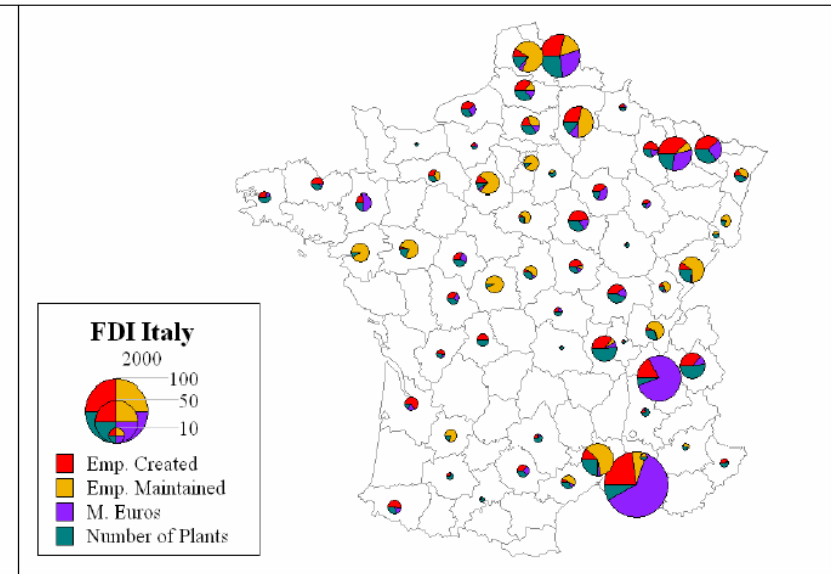 FDI Italy
2000
100
50
10
Emp. Created
Emp. Maintained
M. Euros
Number of Plants